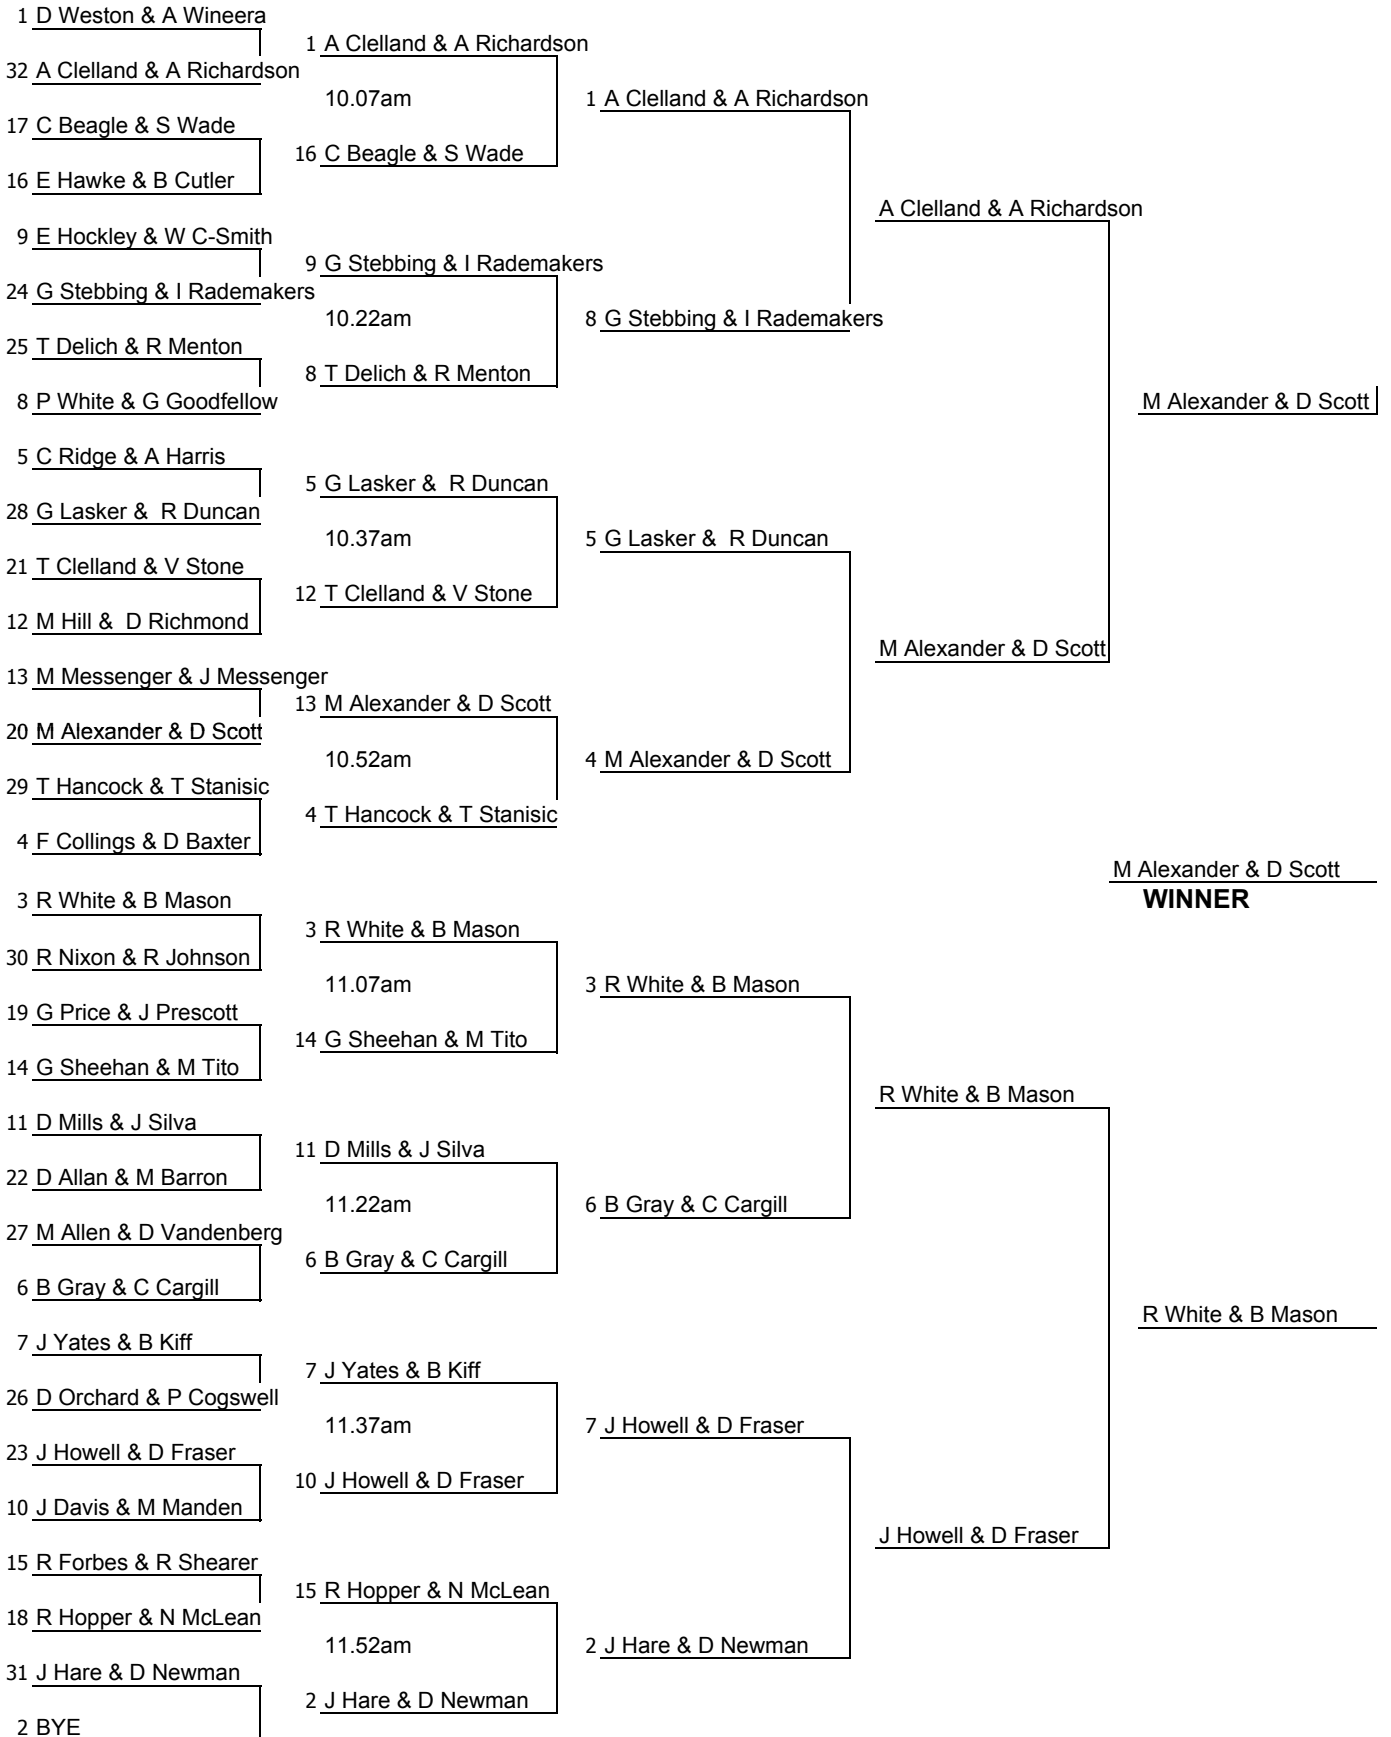 1 D Weston & A Wineera
32 A Clelland & A Richardson
17 C Beagle & S Wade
16 E Hawke & B Cutler
9 E Hockley & W C-Smith
24 G Stebbing & I Rademakers
25 T Delich & R Menton
8 P White & G Goodfellow
5 C Ridge & A Harris
28 G Lasker & R Duncan
21 T Clelland & V Stone
12 M Hill & D Richmond
13 M Messenger & J Messenger
20 M Alexander & D Scott
29 T Hancock & T Stanisic
4 F Collings & D Baxter
3 R White & B Mason
30 R Nixon & R Johnson
19 G Price & J Prescott
14 G Sheehan & M Tito
11 D Mills & J Silva
22 D Allan & M Barron
27 M Allen & D Vandenberg
6 B Gray & C Cargill
7 J Yates & B Kiff
26 D Orchard & P Cogswell
23 J Howell & D Fraser
10 J Davis & M Manden
15 R Forbes & R Shearer
18 R Hopper & N McLean
31 J Hare & D Newman
2 BYE
1 A Clelland & A Richardson
10.07am
16 C Beagle & S Wade
9 G Stebbing & I Rademakers
10.22am
8 T Delich & R Menton
5 G Lasker & R Duncan
10.37am
12 T Clelland & V Stone
13 M Alexander & D Scott
10.52am
4 T Hancock & T Stanisic
3 R White & B Mason
11.07am
14 G Sheehan & M Tito
11 D Mills & J Silva
11.22am
6 B Gray & C Cargill
7 J Yates & B Kiff
11.37am
10 J Howell & D Fraser
15 R Hopper & N McLean
11.52am
2 J Hare & D Newman
1 A Clelland & A Richardson
8 G Stebbing & I Rademakers
5 G Lasker & R Duncan
4 M Alexander & D Scott
3 R White & B Mason
6 B Gray & C Cargill
7 J Howell & D Fraser
2 J Hare & D Newman
A Clelland & A Richardson
M Alexander & D Scott
R White & B Mason
J Howell & D Fraser
M Alexander & D Scott
R White & B Mason
M Alexander & D Scott
WINNER